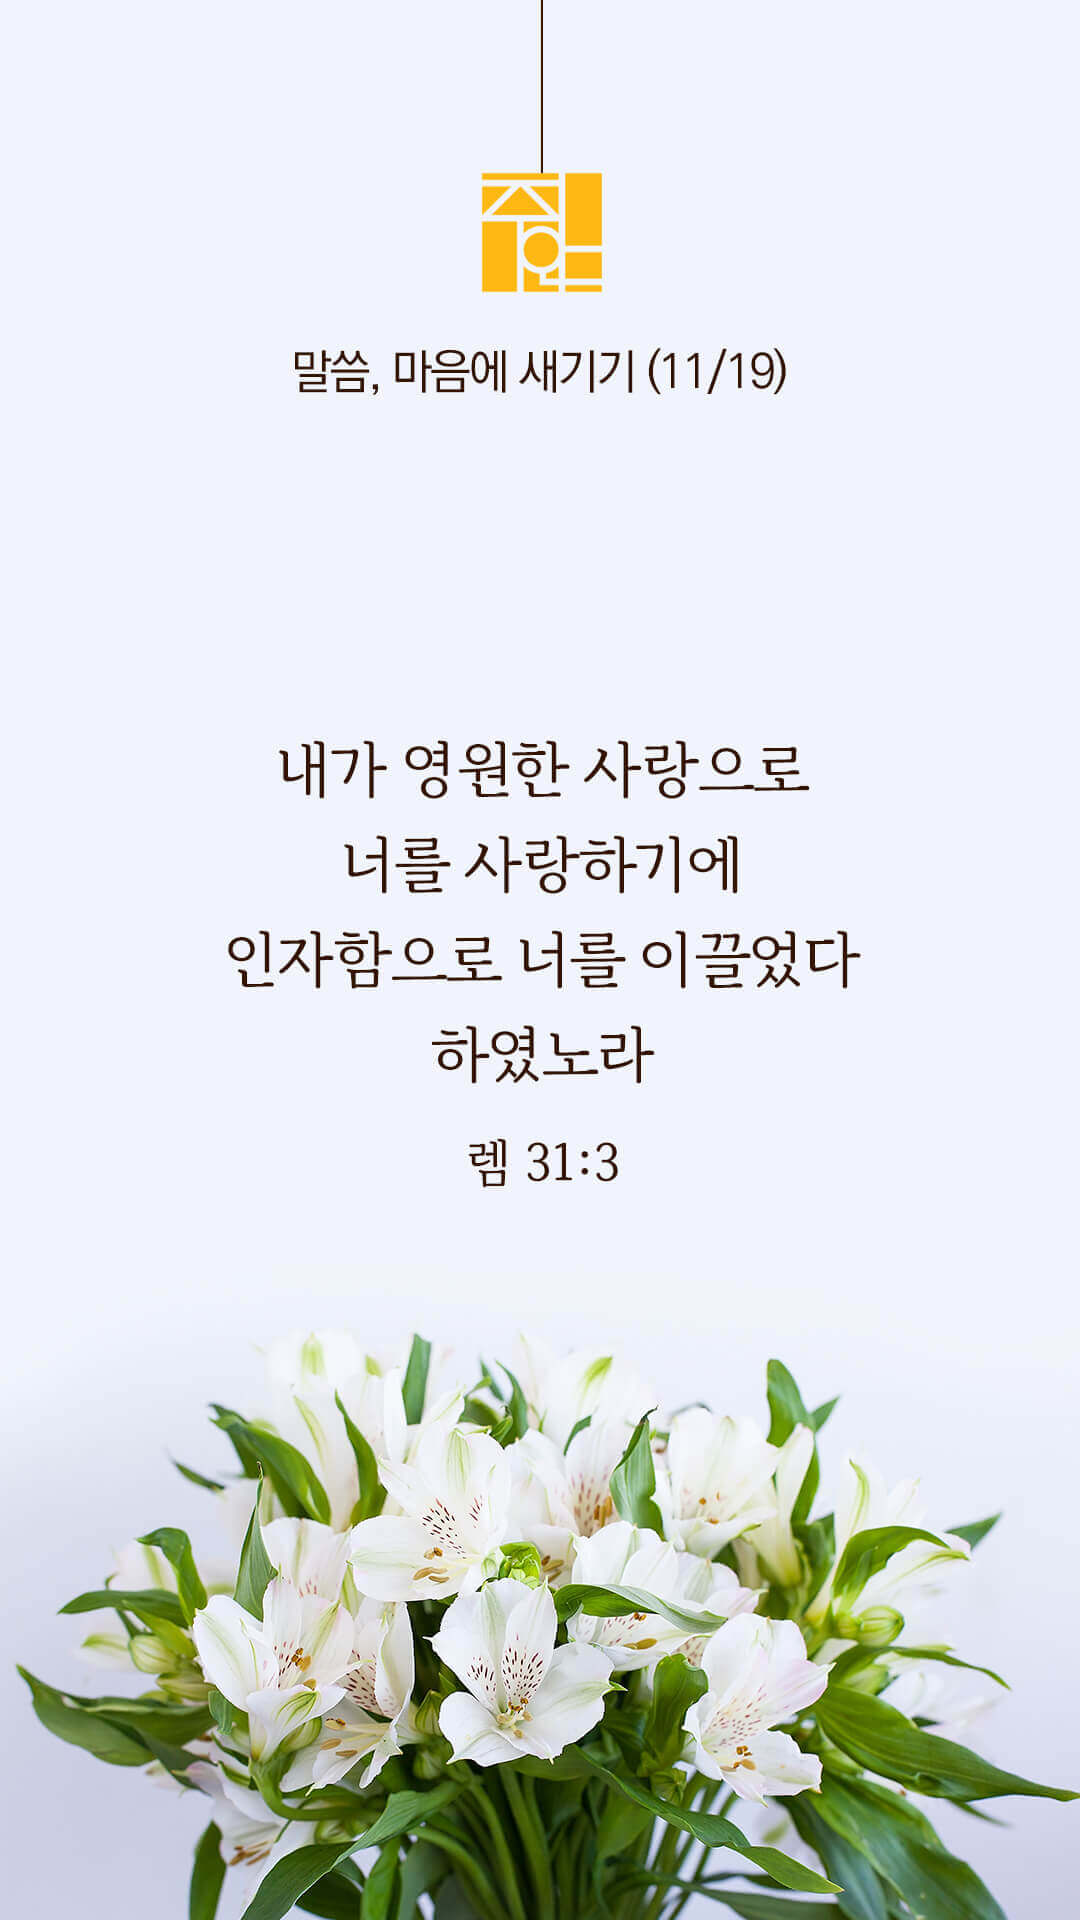 주인
말씀, 마음에 새기기 (11/19)
내가 영원한 사랑으로
너를 사랑하기에
인자함으로 너를 이끌었다
하였노라
렘 31:3